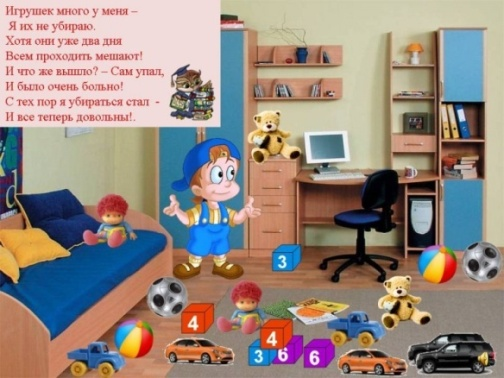 Игрушек много у меня –
Я их не убираю.
Хотя они уже два дня
Всем проходить мешают!
И что же вышло? – Сам упал,
И было очень больно!
С тех пор я убираться стал -
И все теперь довольны!.
3
4
4
3 6 6